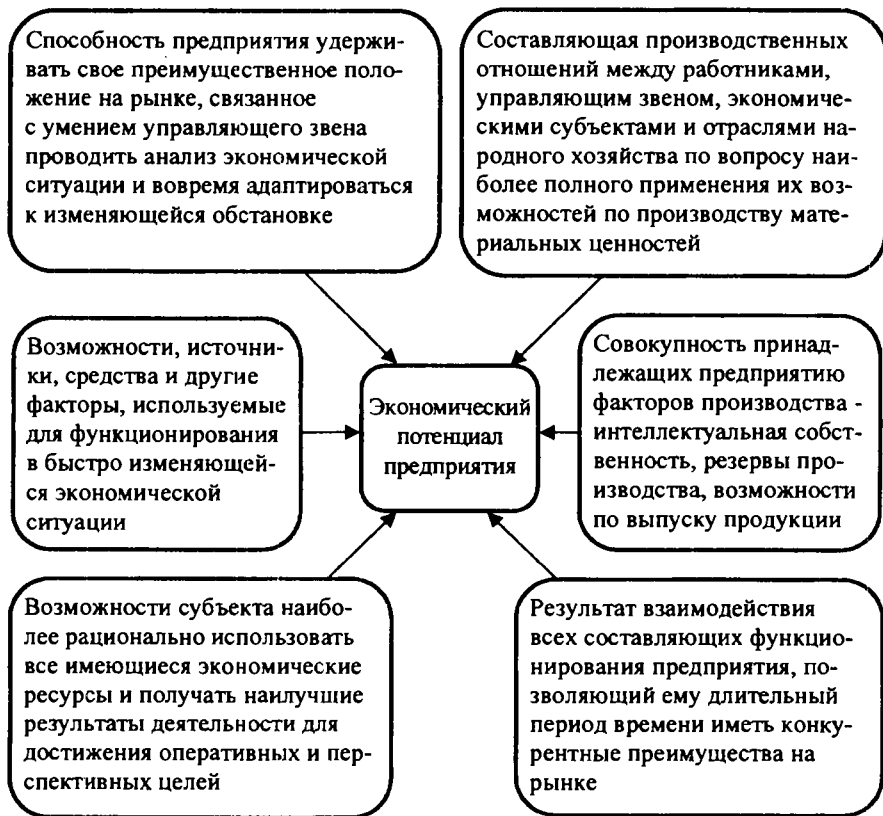 Способность предприятия удержи-
вать свое преимущественное поло-
жение на рынке, связанное
с умением управляющего звена
проводить анализ экономической
ситуации и вовремя адаптироваться
к изменяющейся обстановке
Составляющая производственных
отношений между работниками,
управляющим звеном, экономиче-
скими субъектами и отраслями на-
родного хозяйства по вопросу наи-
более полного применения их воз-
можностей по производству мате-
риальных ценностей
Возможности, источни-
ки, средства и другие
факторы, используемые
для функционирования
в быстро изменяющей-
ся экономической
ситуации
Экономический
потенциал
предприятия
Совокупность принад-
лежащих предприятию
факторов производства -
интеллектуальная собст-
венность, резервы про-
изводства, возможности
по выпуску продукции
Возможности субъекта наибо-
лее рационально использовать
все имеющиеся экономические
ресурсы и получать наилучшие
результаты деятельности для
достижения оперативных и пер-
спективных целей
Результат взаимодействия
всех составляющих функцио-
нирования предприятия, по-
зволяющий ему длительный
период времени иметь конку-
рентные преимущества на
рынке